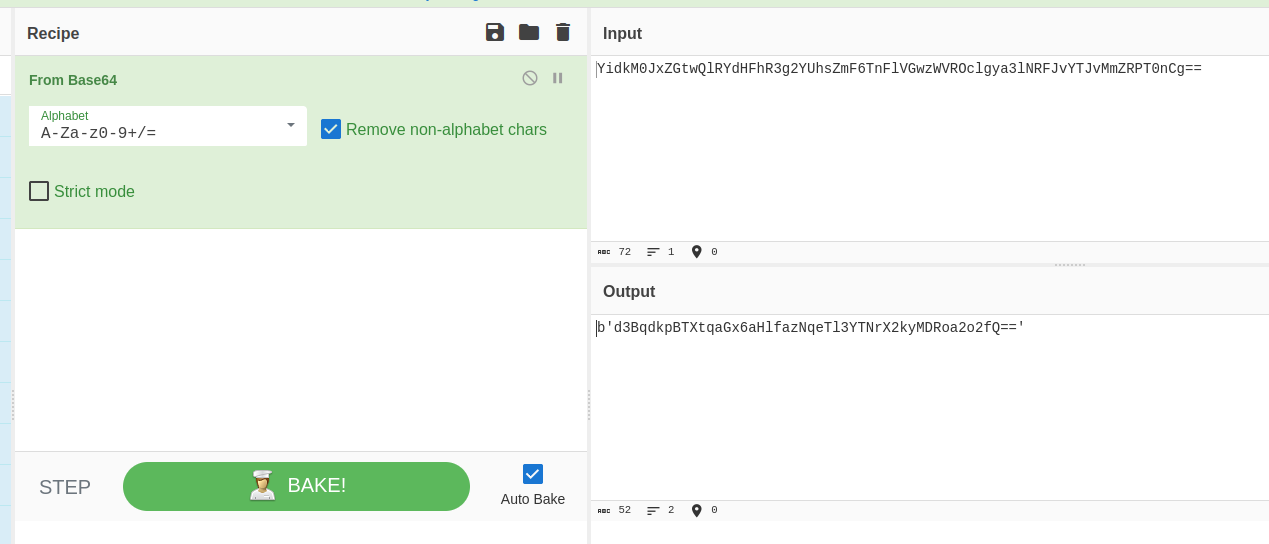 Recipe
From Base64
Alphabet
A-Za-z0-9+/=
Remove non-alphabet chars
Strict mode
STEP
BAKE!
Auto Bake
Input
YidkM0JxZGtwQlRYdHFhR3g2YUhsZmF6TnFlVGwzWVROclgya3lNRFJvYTJvMmZRPT0nCg==
ABC 72 1 0
Output
b'd3BqdkpBTXtqaGx6aHlfazNqeTl3YTNrX2kyMDRoa2o2fQ=='
ABC 52 2 0